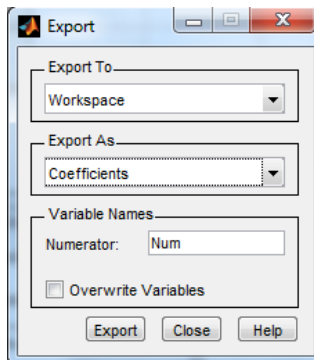 Export
Export To
Workspace
Export As
Coefficients
Variable Names
Numerator: Num
Overwrite Variables
Export Close Help